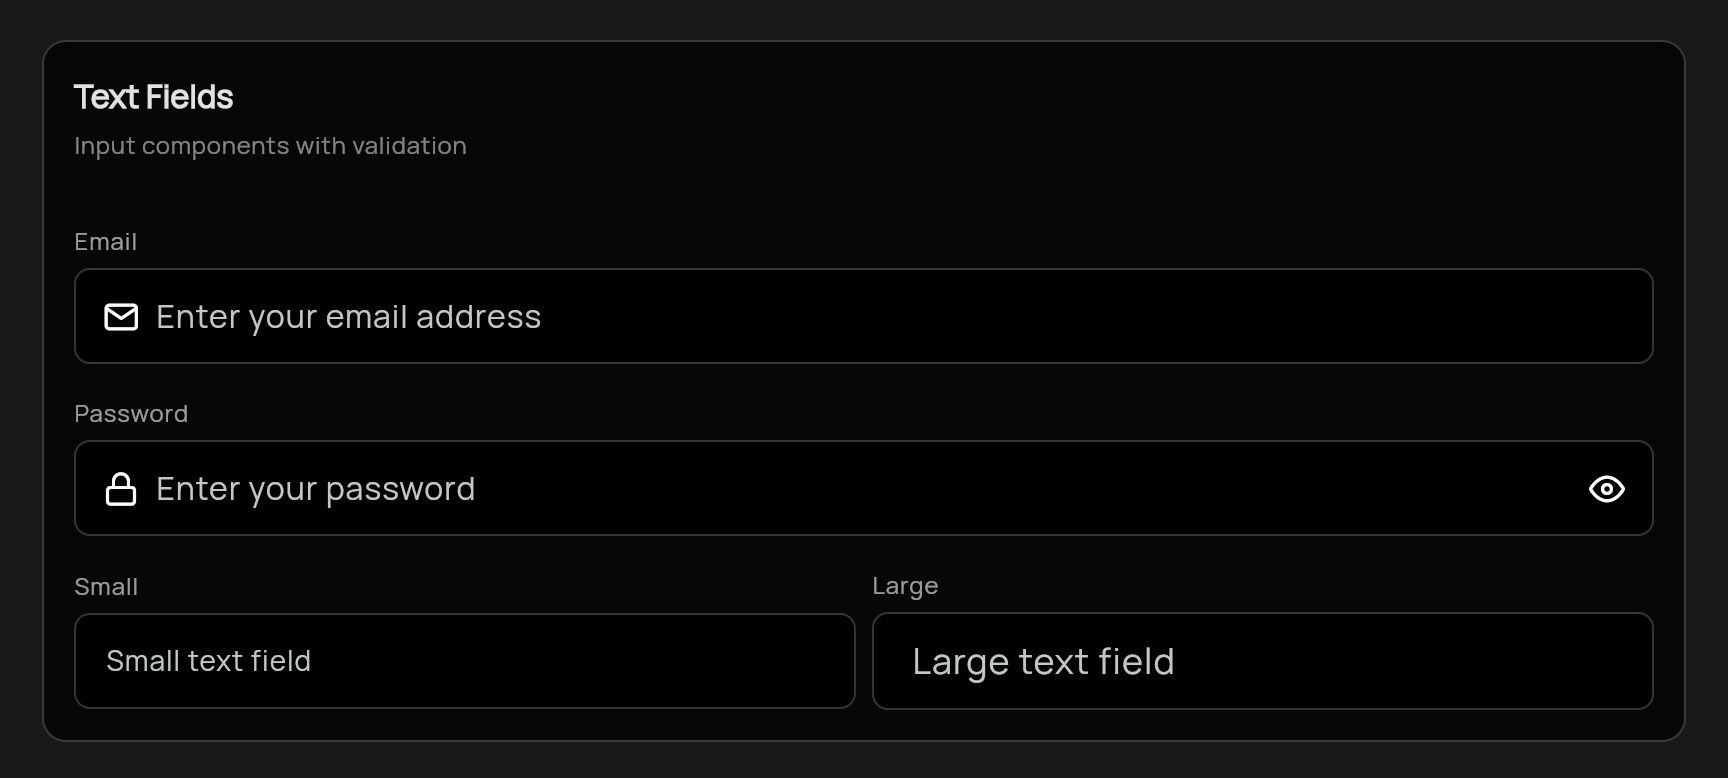 Text Fields
Input components with validation
Email
Enter your email address
Password
Enter your password
Small
Large
Small text field
Large text field